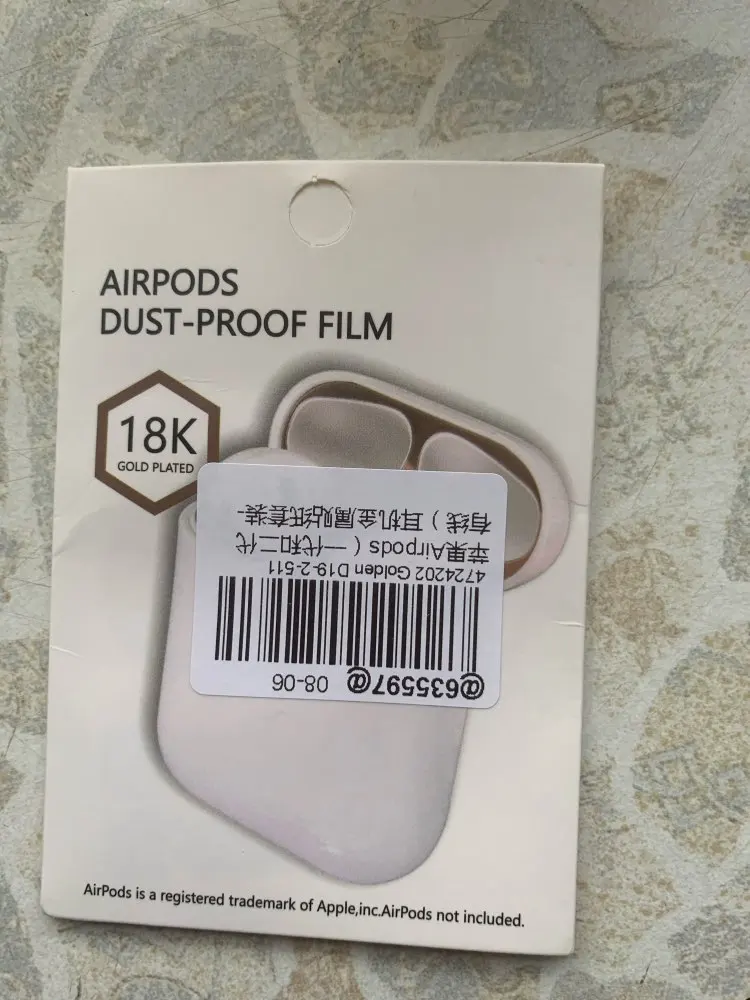 AIRPODS
DUST-PROOF FILM
18K
GOLD PLATED
@635597@ 08-06
4724202 Golden D19-2-511
苹果Airpods（一代和二代
有线）耳机金属贴纸套装-
AirPods is a registered trademark of Apple,inc.AirPods not included.